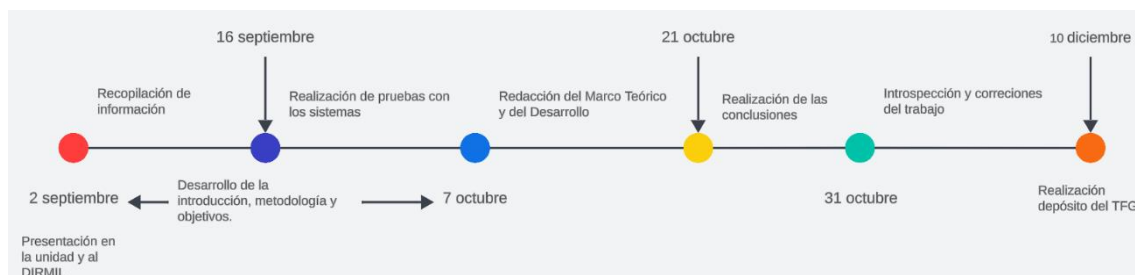 16 septiembre
21 octubre
10 diciembre
Recopilación de
información
Realización de pruebas con
los sistemas
Redacción del Marco Teórico
y del Desarrollo
Realización de las
conclusiones
Introspección y correciones
del trabajo
2 septiembre
Desarrollo de la
introducción, metodología y
objetivos.
7 octubre
31 octubre
Realización
depósito del TFG
Presentación en
la unidad y al
DIRMIL